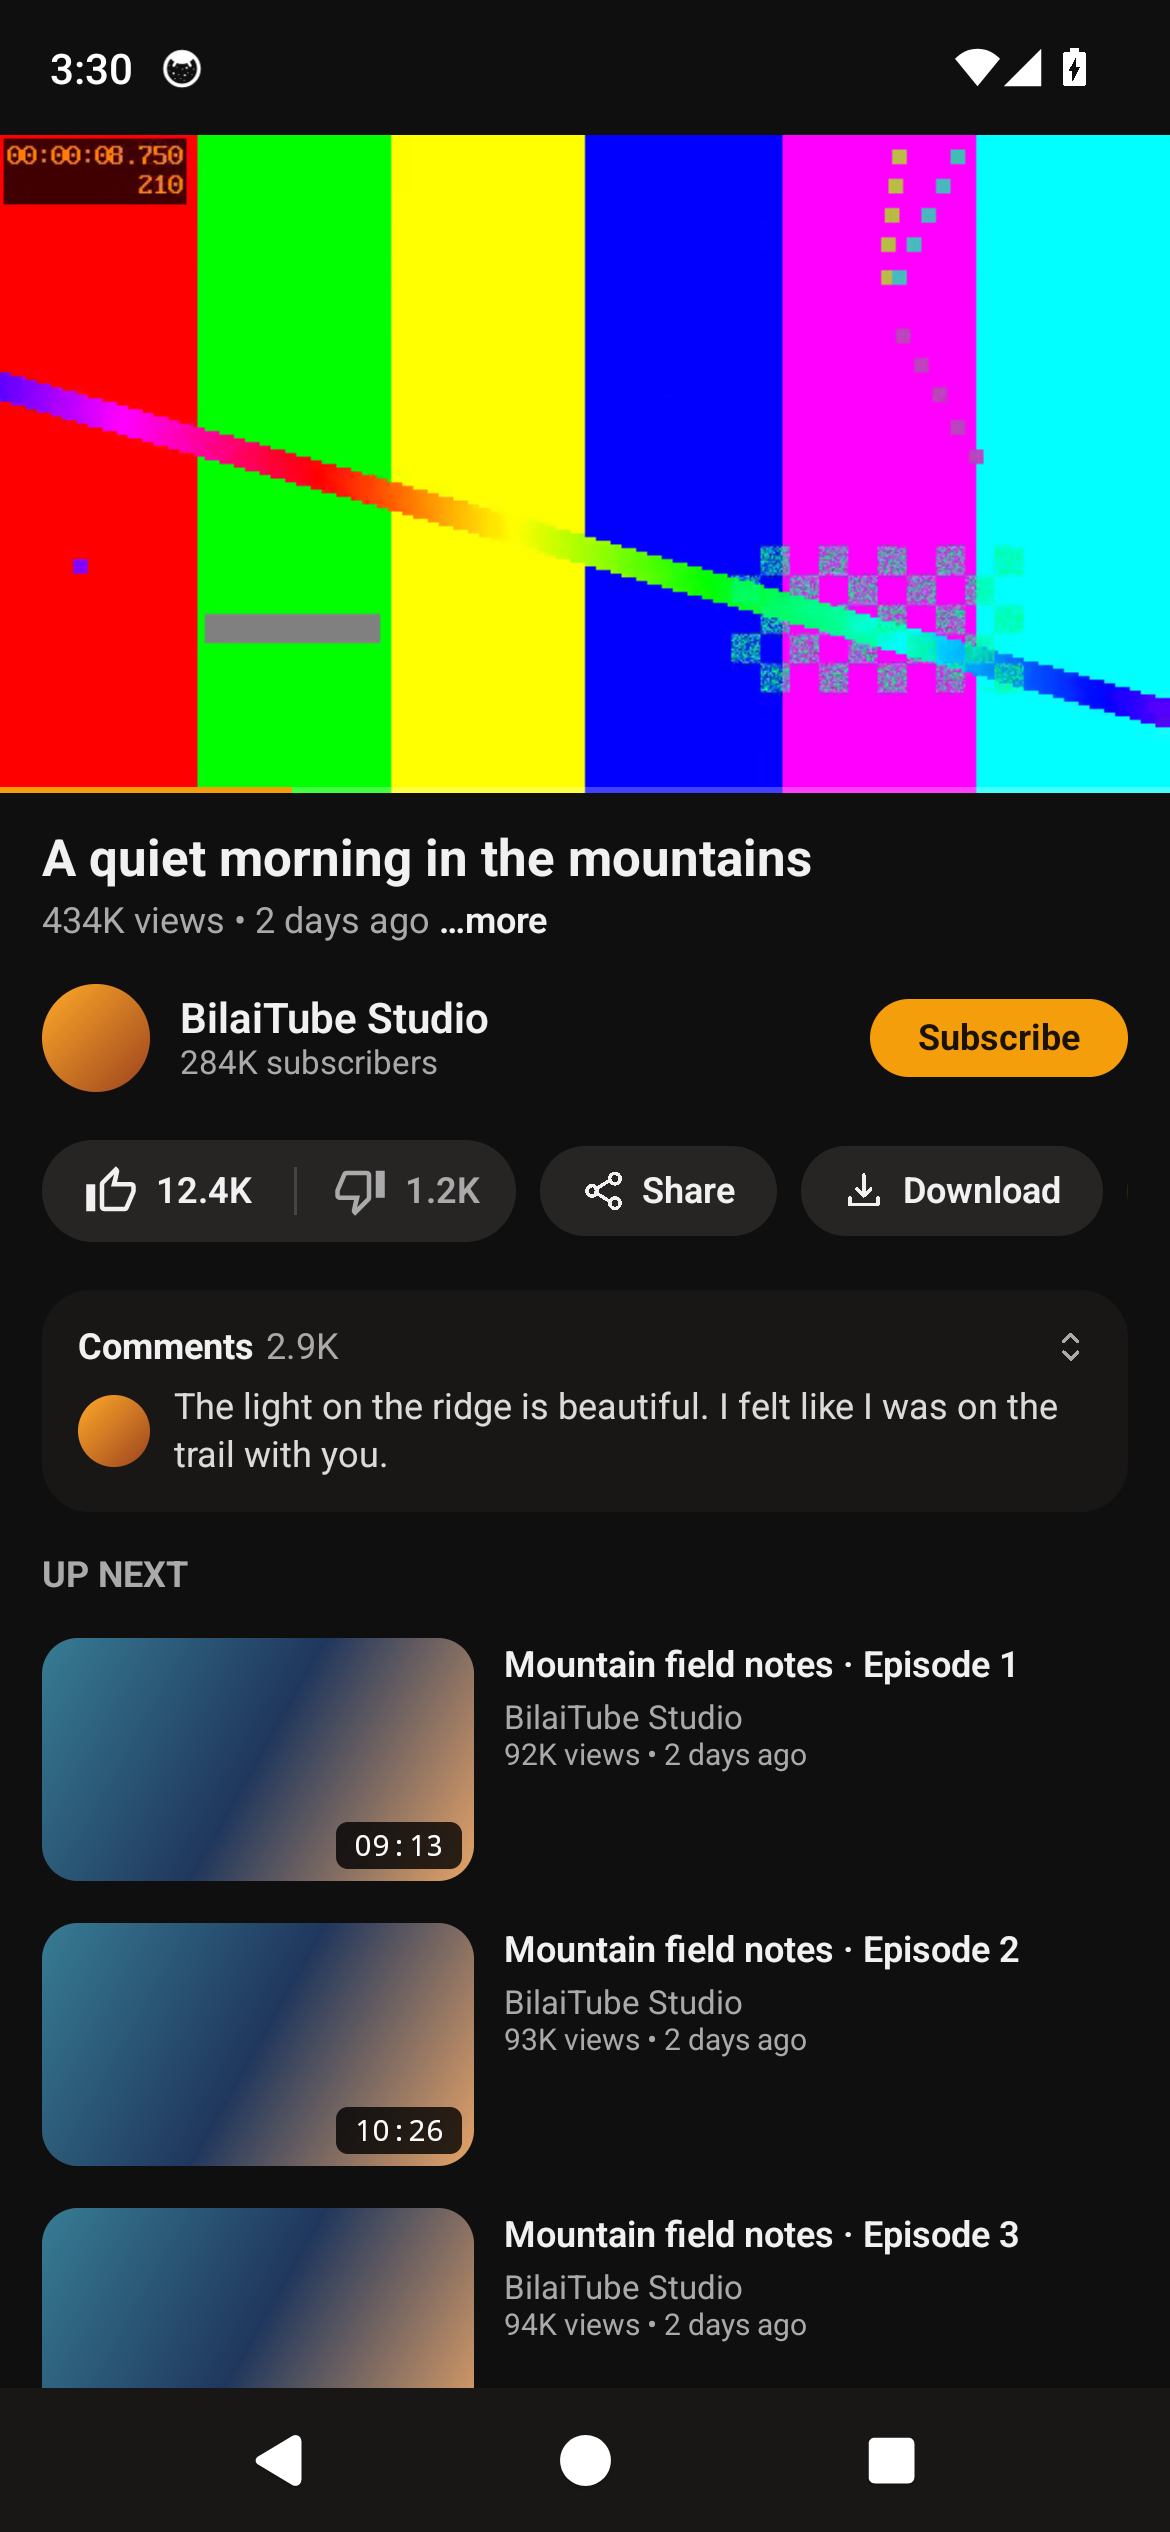 3:30
00:00:08.750
210
A quiet morning in the mountains
434K views • 2 days ago ...more
BilaiTube Studio
284K subscribers
Subscribe
12.4K
1.2K
Share
Download
Comments 2.9K
The light on the ridge is beautiful. I felt like I was on the
trail with you.
UP NEXT
Mountain field notes · Episode 1
BilaiTube Studio
92K views • 2 days ago
09:13
Mountain field notes · Episode 2
BilaiTube Studio
93K views • 2 days ago
10:26
Mountain field notes · Episode 3
BilaiTube Studio
94K views • 2 days ago